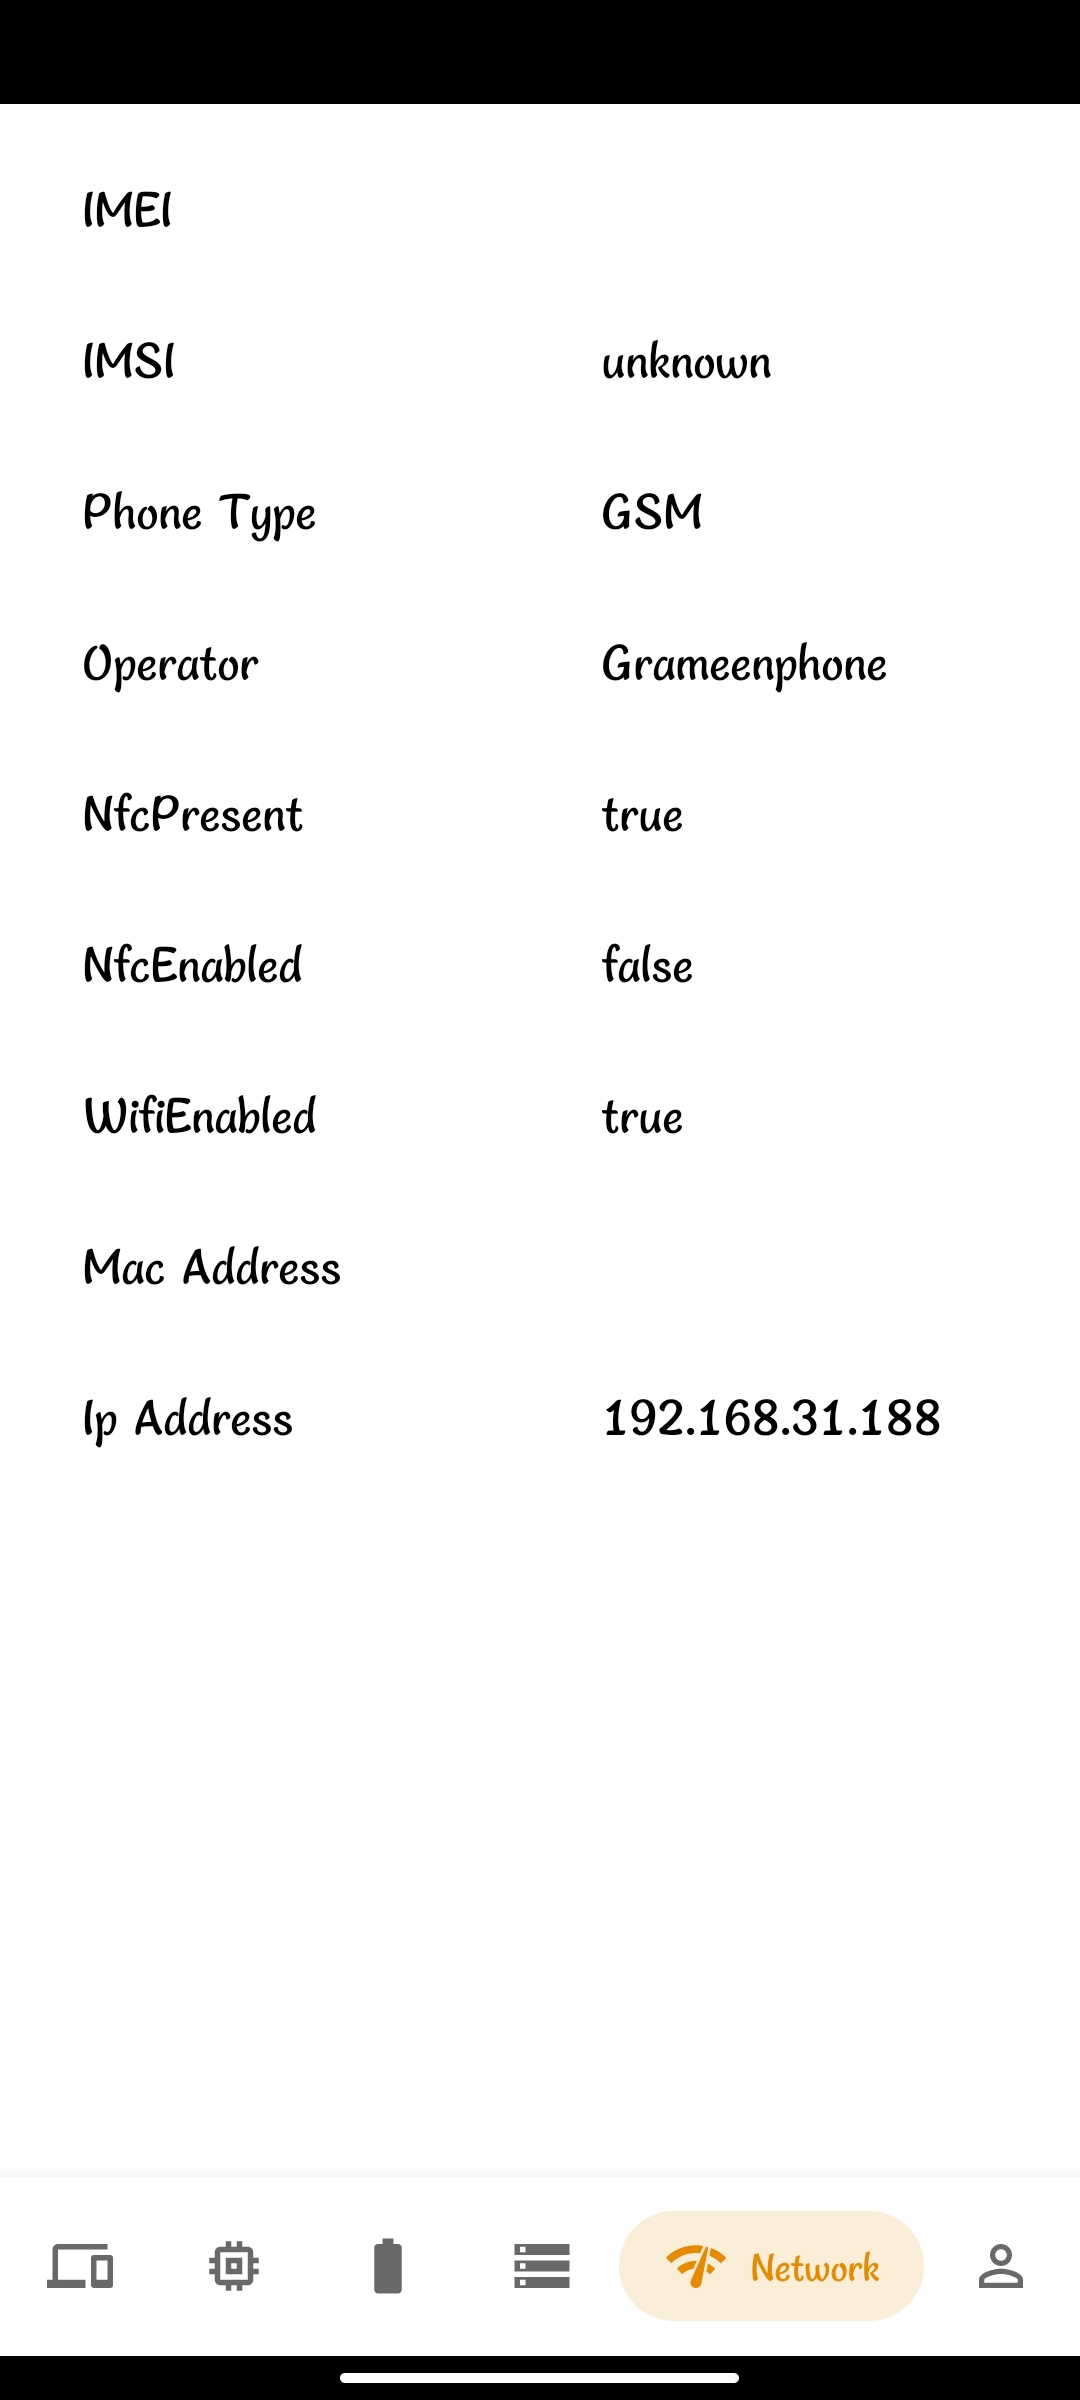 IMEI
IMSI unknown
Phone Type GSM
Operator Grameenphone
NfcPresent true
NfcEnabled false
WifiEnabled true
Mac Address
Ip Address 192.168.31.188
Network